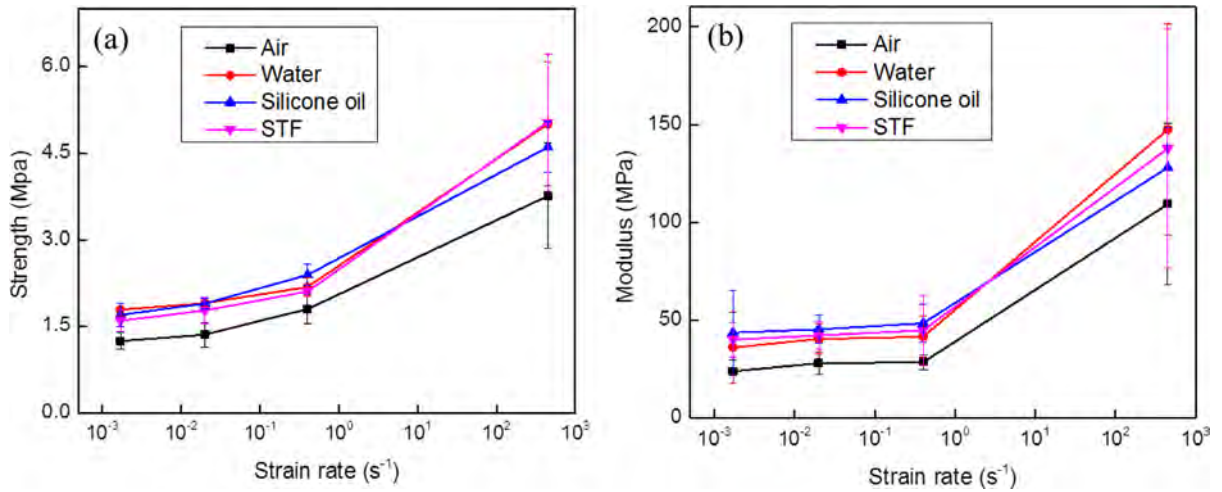 (a)
Air
Water
Silicone oil
STF
6.0
4.5
3.0
1.5
0.0
Strength (Mpa)
10⁻³ 10⁻² 10⁻¹ 10⁰ 10¹ 10² 10³
Strain rate (s⁻¹)
(b)
Air
Water
Silicone oil
STF
200
150
100
50
0
Modulus (MPa)
10⁻³ 10⁻² 10⁻¹ 10⁰ 10¹ 10² 10³
Strain rate (s⁻¹)